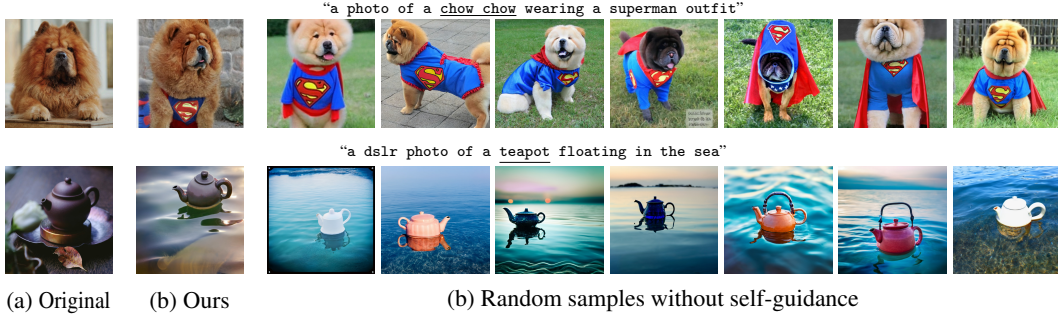 “a photo of a chow chow wearing a superman outfit”
“a dslr photo of a teapot floating in the sea”
(a) Original
(b) Ours
(b) Random samples without self-guidance